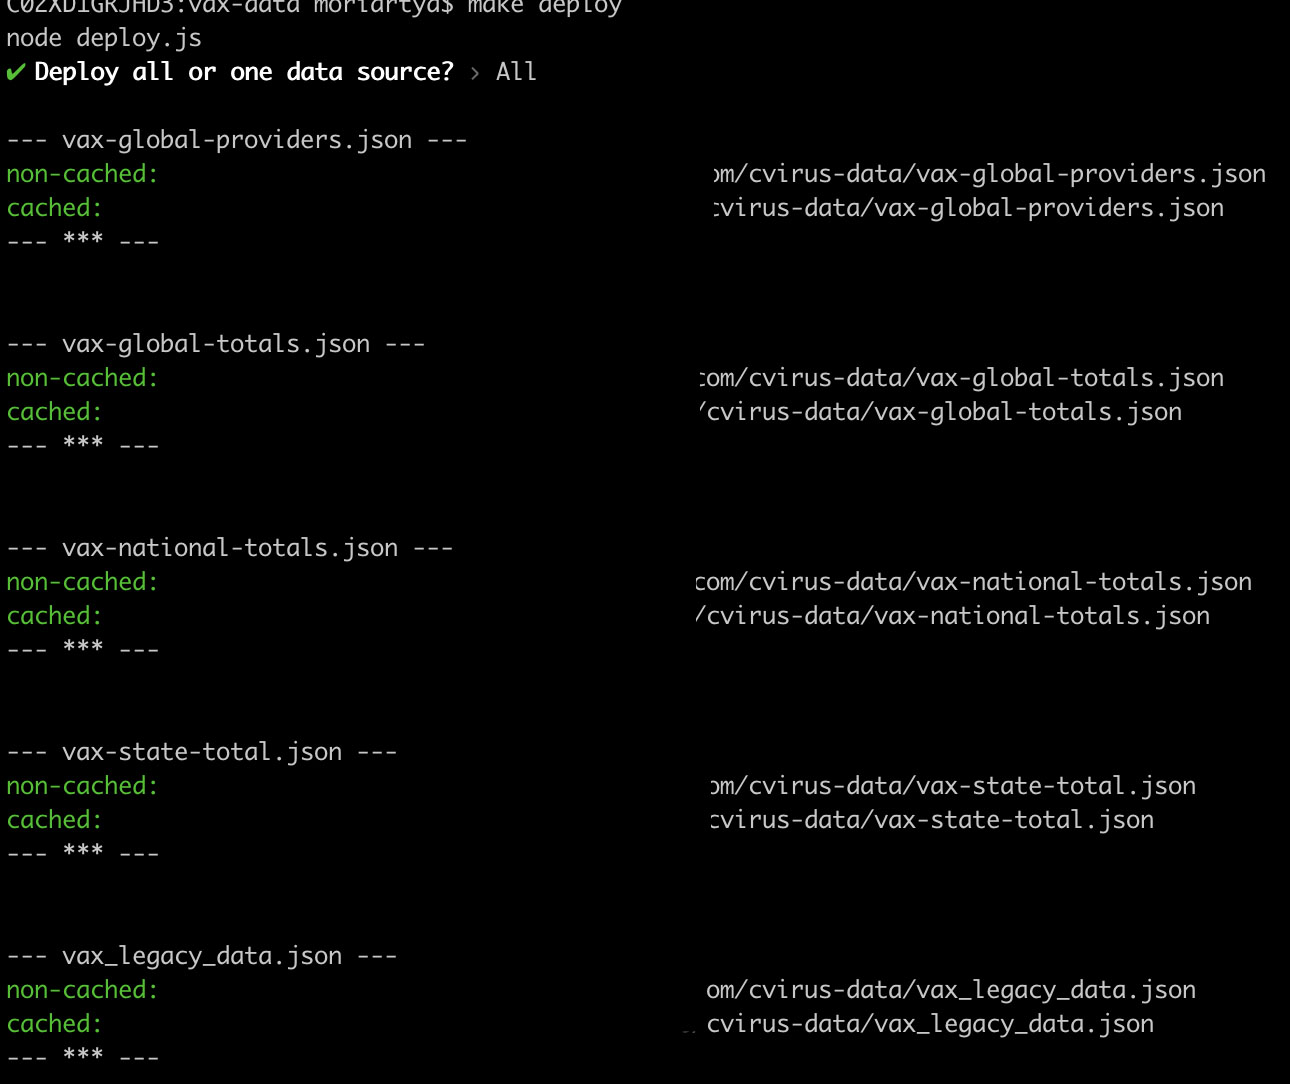 C02XD1GRJHD3:vax-data moriartya$ make deploy
node deploy.js
✔ Deploy all or one data source? › All
--- vax-global-providers.json ---
non-cached: om/cvirus-data/vax-global-providers.json
cached: cvirus-data/vax-global-providers.json
--- *** ---
--- vax-global-totals.json ---
non-cached: com/cvirus-data/vax-global-totals.json
cached: /cvirus-data/vax-global-totals.json
--- *** ---
--- vax-national-totals.json ---
non-cached: com/cvirus-data/vax-national-totals.json
cached: /cvirus-data/vax-national-totals.json
--- *** ---
--- vax-state-total.json ---
non-cached: om/cvirus-data/vax-state-total.json
cached: cvirus-data/vax-state-total.json
--- *** ---
--- vax_legacy_data.json ---
non-cached: om/cvirus-data/vax_legacy_data.json
cached: cvirus-data/vax_legacy_data.json
--- *** ---